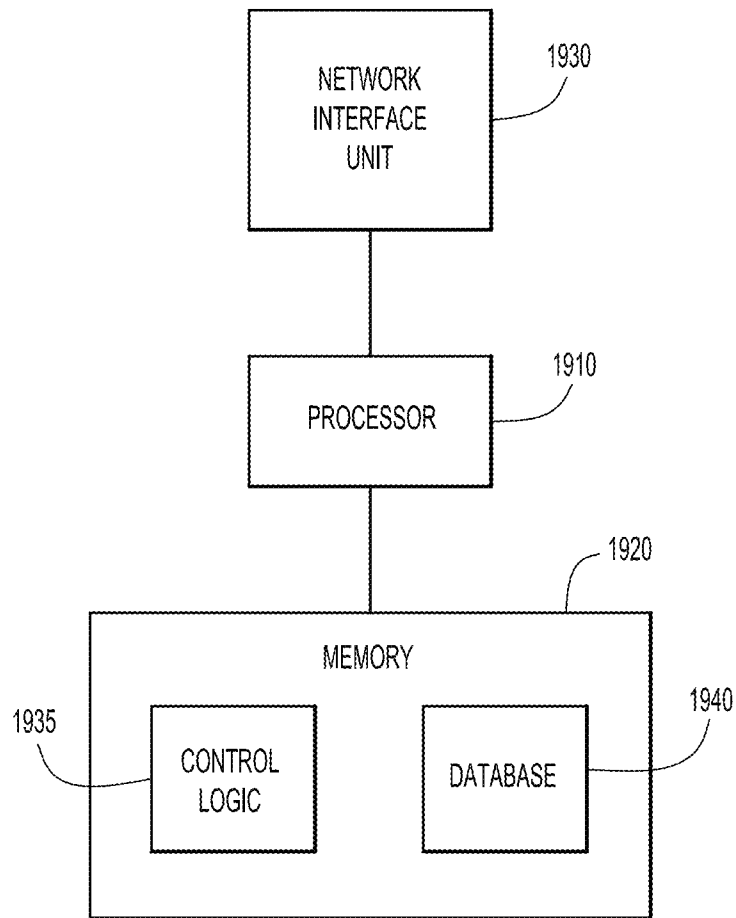 NETWORK
INTERFACE
UNIT
1930
PROCESSOR
1910
1920
MEMORY
1935
CONTROL
LOGIC
DATABASE
1940